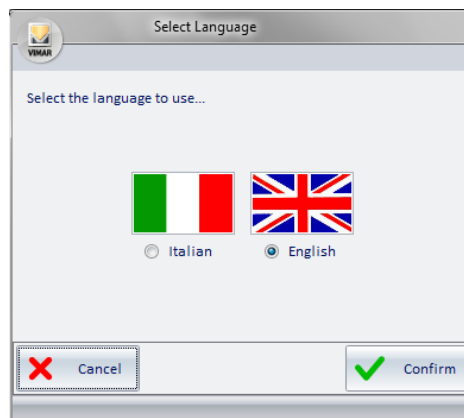 Select Language
VIMAR
Select the language to use...
Italian
English
Cancel
Confirm